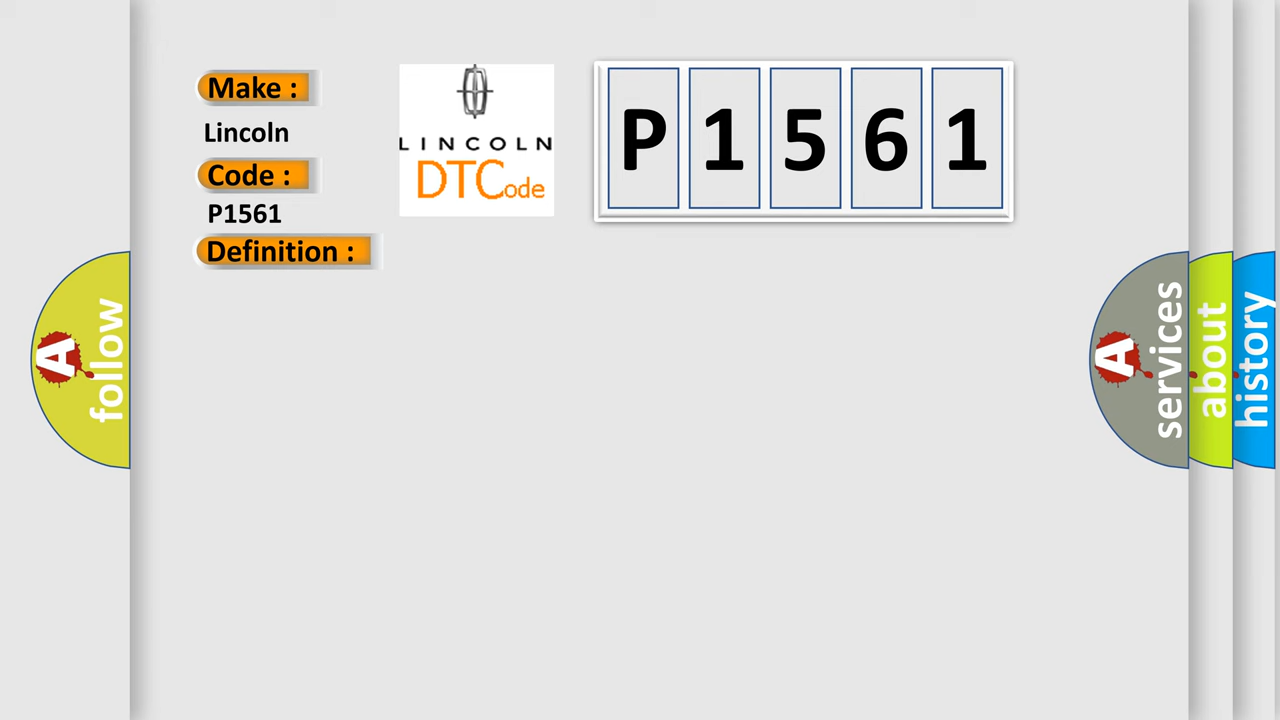 Make :
Lincoln
Code :
P1561
Definition :
LINCOLN
DTCode
P 1 5 6 1
A follow
A services
about
history